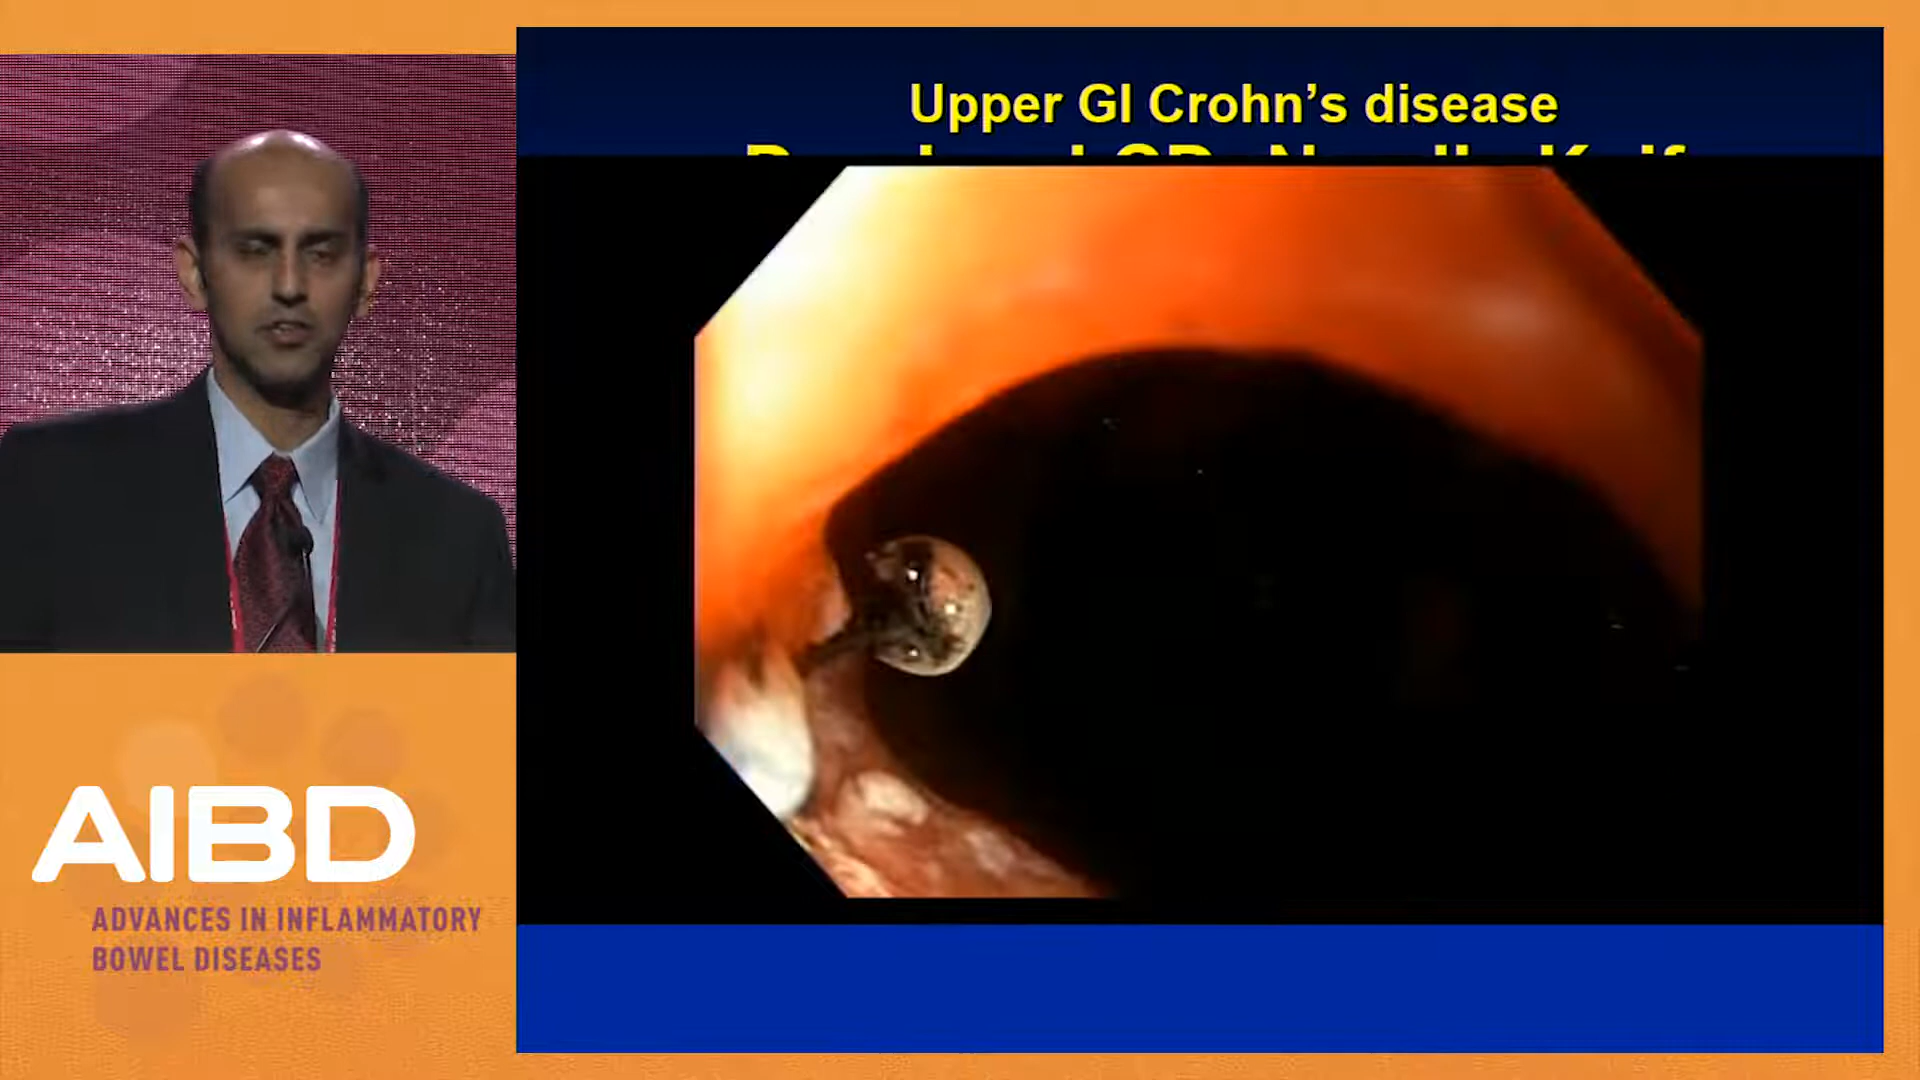 Upper GI Crohn's disease
AIBD
ADVANCES IN INFLAMMATORY
BOWEL DISEASES